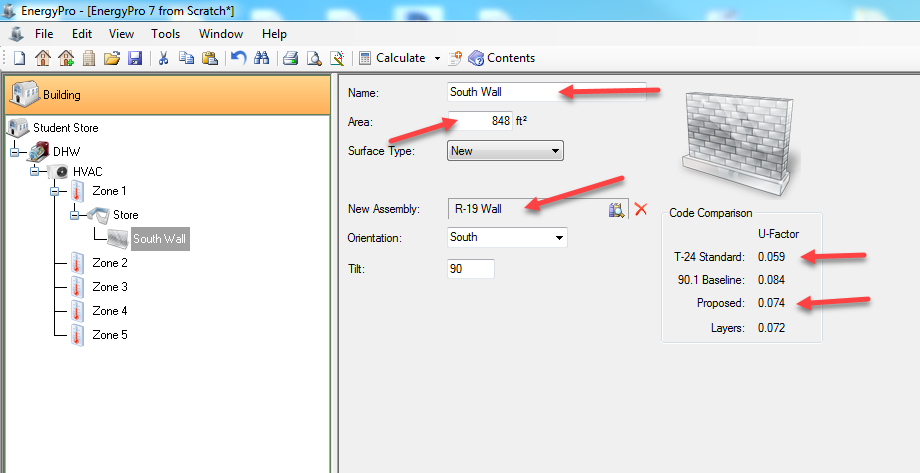 EnergyPro - [EnergyPro 7 from Scratch*]
File Edit View Tools Window Help
Calculate Contents
Building
Student Store
DHW
HVAC
Zone 1
Store
South Wall
Zone 2
Zone 3
Zone 4
Zone 5
Name: South Wall
Area: 848 ft²
Surface Type: New
New Assembly: R-19 Wall
Orientation: South
Tilt: 90
Code Comparison
U-Factor
T-24 Standard: 0.059
90.1 Baseline: 0.084
Proposed: 0.074
Layers: 0.072